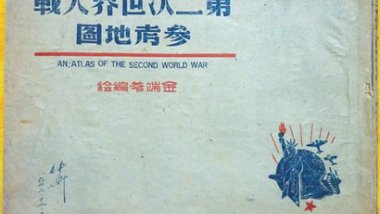 第二次世界大戰
參考地圖
AN ATLAS OF THE SECOND WORLD WAR
金端苓編繪